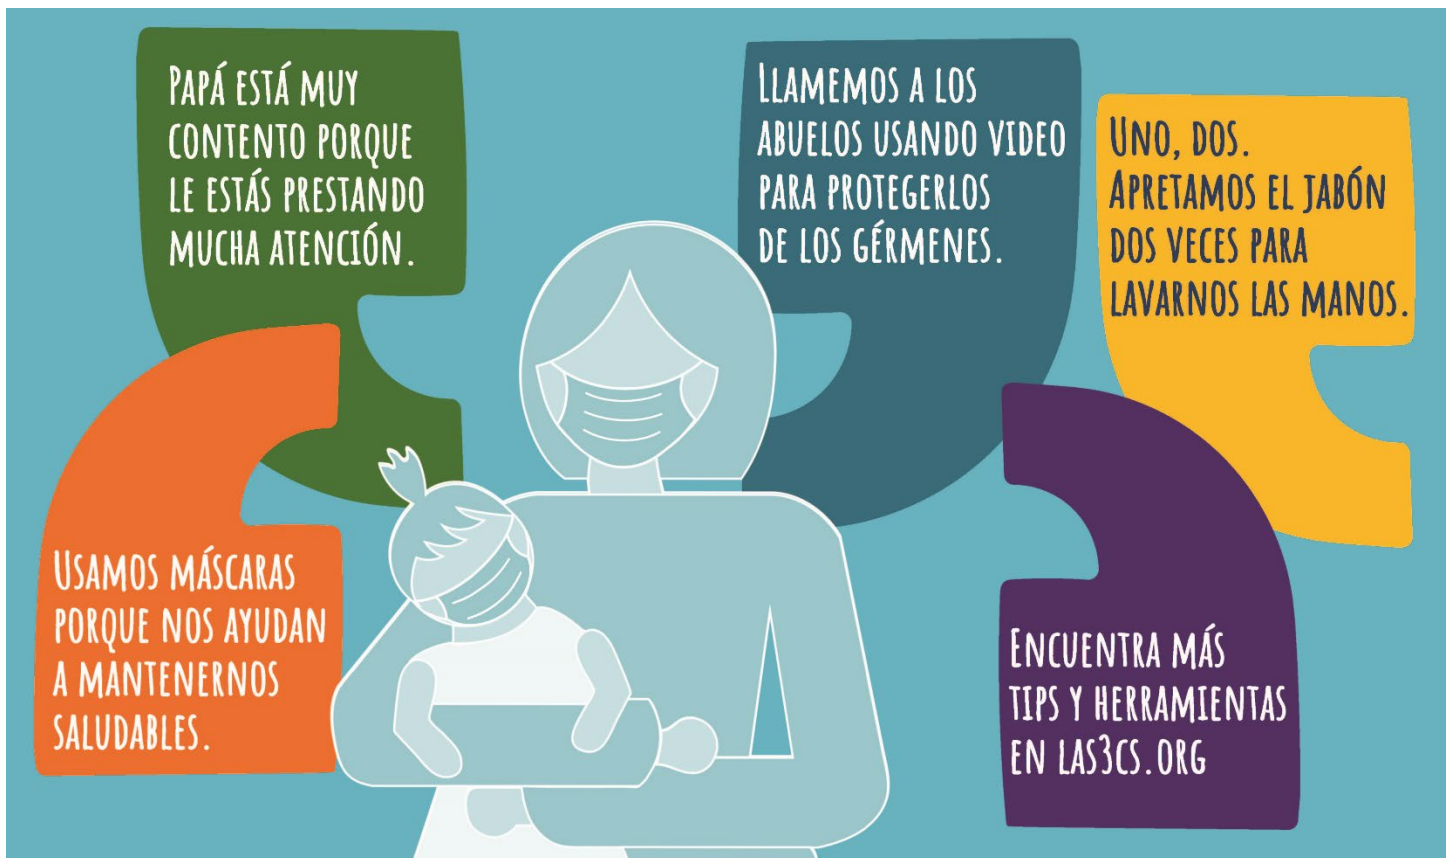 PAPÁ ESTÁ MUY
CONTENTO PORQUE
LE ESTÁS PRESTANDO
MUCHA ATENCIÓN.
LLAMEMOS A LOS
ABUELOS USANDO VIDEO
PARA PROTEGERLOS
DE LOS GÉRMENES.
UNO, DOS.
APRETAMOS EL JABÓN
DOS VECES PARA
LAVARNOS LAS MANOS.
USAMOS MÁSCARAS
PORQUE NOS AYUDAN
A MANTENERNOS
SALUDABLES.
ENCUENTRA MÁS
TIPS Y HERRAMIENTAS
EN LAS3CS.ORG